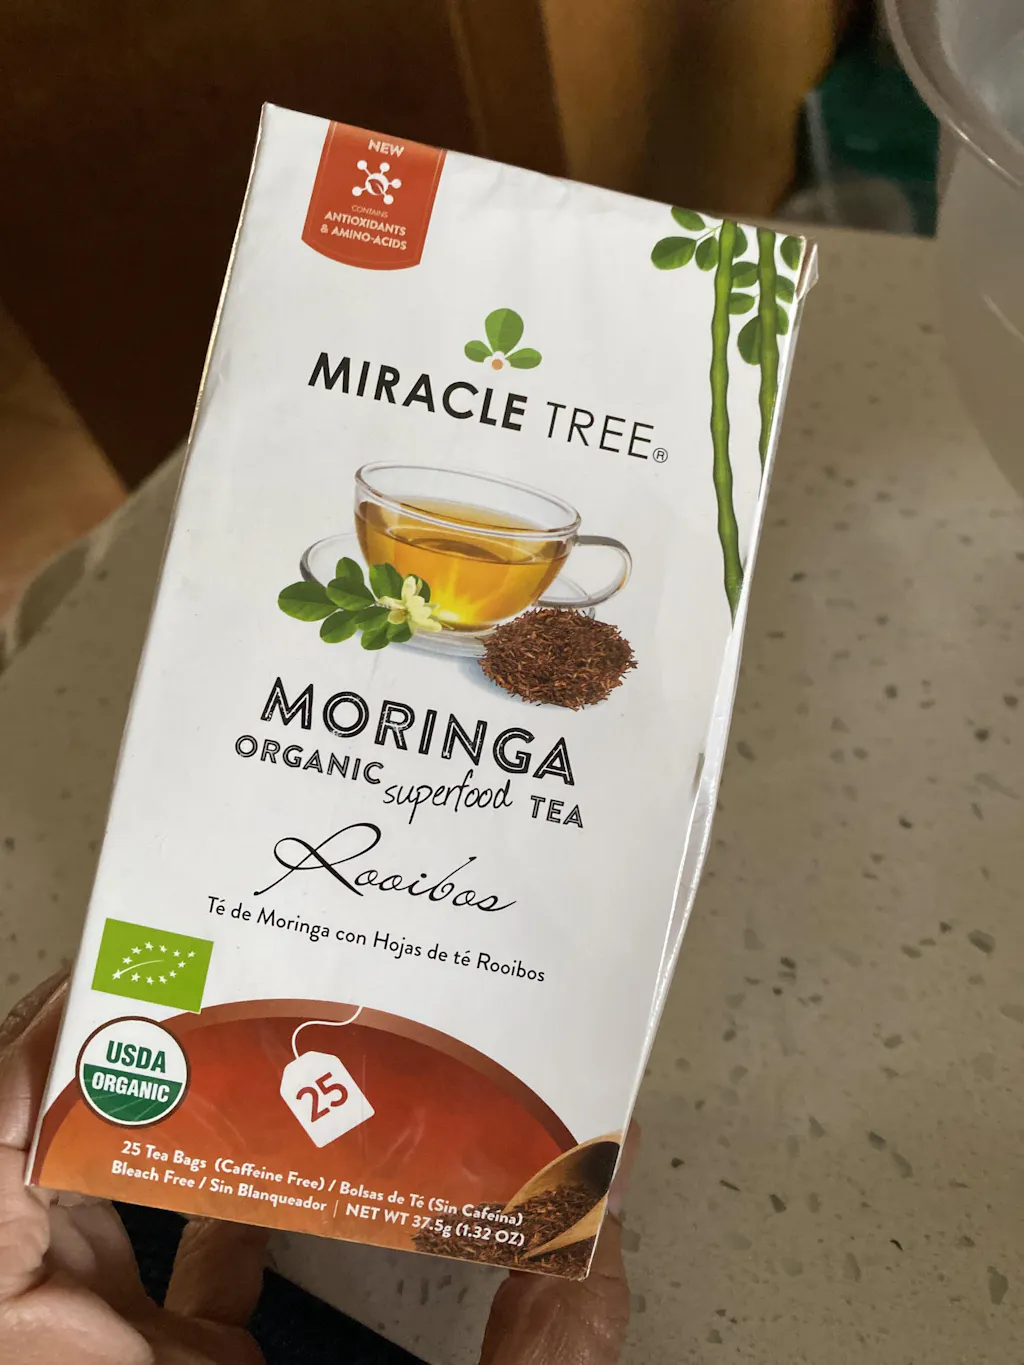 NEW
CONTAINS
ANTIOXIDANTS
& AMINO-ACIDS
MIRACLE TREE®
MORINGA
ORGANIC superfood TEA
Rooibos
Té de Moringa con Hojas de té Rooibos
USDA
ORGANIC
25
25 Tea Bags (Caffeine Free) / Bolsas de Té (Sin Cafeína)
Bleach Free / Sin Blanqueador | NET WT 37.5g (1.32 OZ)